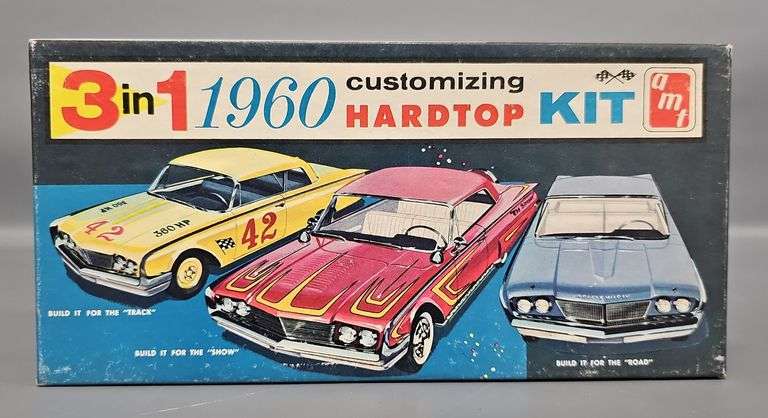 3 in 1 1960 customizing HARDTOP KIT amt
42
360 HP
42
BUILD IT FOR THE "TRACK"
BUILD IT FOR THE "SHOW"
BUILD IT FOR THE "ROAD"